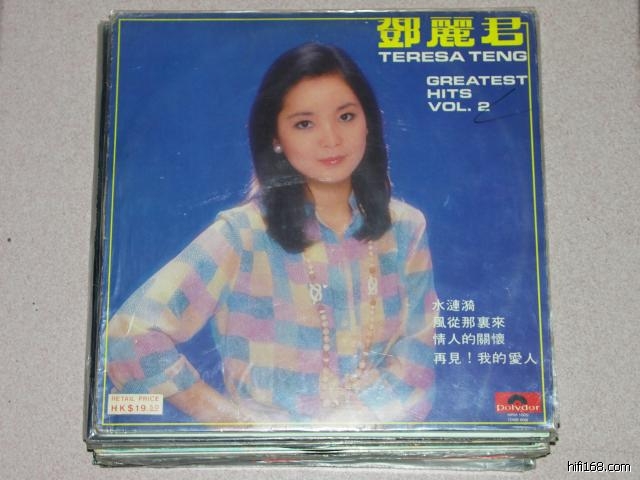 鄧麗君
TERESA TENG
GREATEST
HITS
VOL. 2
水漣漪
風從那裏來
情人的關懷
再見！我的愛人
RETAIL PRICE
HK$19.50
Polydor
hifi168.com